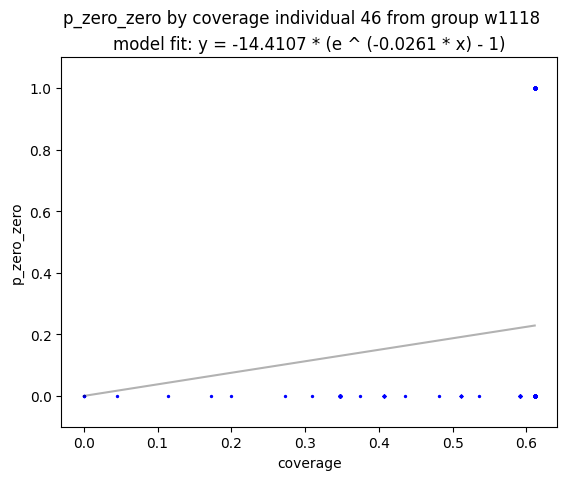 p_zero_zero by coverage individual 46 from group w1118
model fit: y = -14.4107 * (e ^ (-0.0261 * x) - 1)
1.0
0.8
0.6
0.4
0.2
0.0
p_zero_zero
0.0 0.1 0.2 0.3 0.4 0.5 0.6
coverage